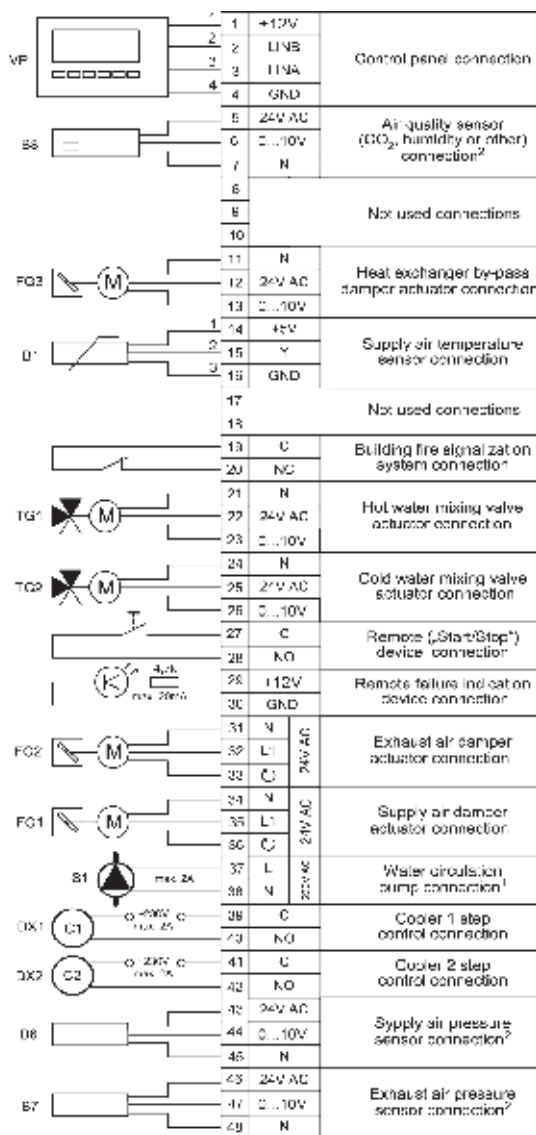 1 1 +12V
2 2 LINB
3 3 LINA
4 4 GND
VP
Control panel connection
5 24V AC
6 0...10V
7 N
Air quality sensor
(CO₂, humidity or other)
connection²
8
9
10
Not used connections
11 N
12 24V AC
13 0...10V
FG3
M
Heat exchanger by-pass
damper actuator connection
1 14 +5V
2 15 Y
3 16 GND
B1
Supply air temperature
sensor connection
17
18
Not used connections
19 C
20 NC
Building fire signalization
system connection
21 N
22 24V AC
23 0...10V
TG1
M
Hot water mixing valve
actuator connection
24 N
25 24V AC
26 0...10V
TG2
M
Cold water mixing valve
actuator connection
27 C
28 NO
Remote („Start/Stop")
device connection
29 +12V
30 GND
max. 20mA
Remote failure indication
device connection
31 N
32 L1
33
24V AC
FG2
M
Exhaust air damper
actuator connection
34 N
35 L1
36
24V AC
FG1
M
Supply air damper
actuator connection
37 L
38 N
S1
max. 2A
Water circulation
pump connection¹
39 C
40 NO
DX1
C1
~230V
max. 2A
Cooler 1 step
control connection
41 C
42 NO
DX2
C2
Cooler 2 step
control connection
43 24V AC
44 0...10V
45 N
B6
Sypply air pressure
sensor connection²
46 24V AC
47 0...10V
48 N
B7
Exhaust air pressure
sensor connection²